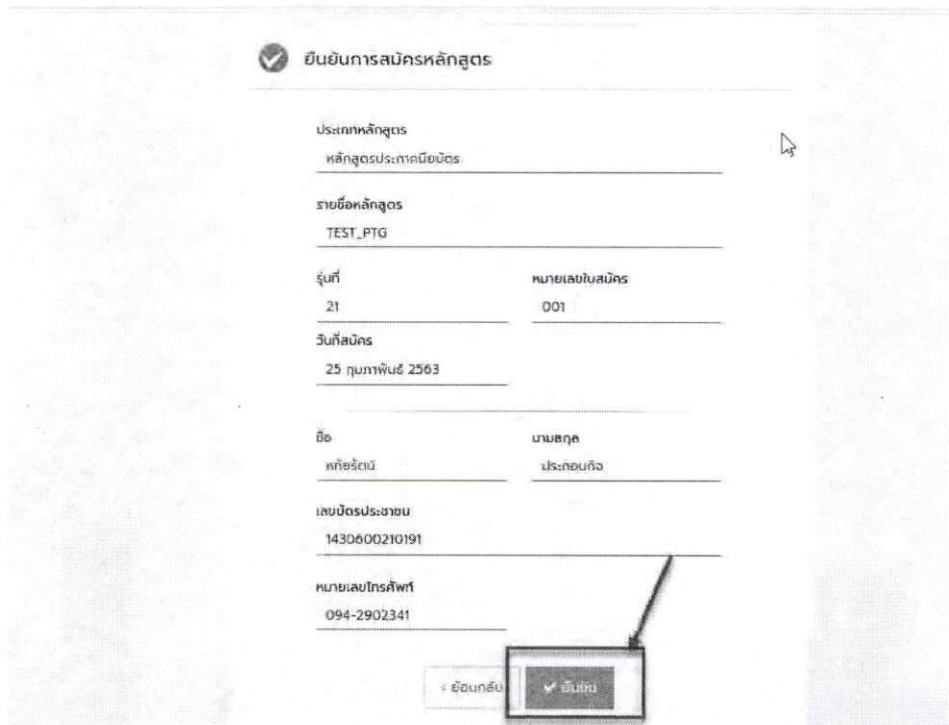 ยืนยันการสมัครหลักสูตร
ประเภทหลักสูตร
หลักสูตรประกาศนียบัตร
รายชื่อหลักสูตร
TEST_PTG
รุ่นที่ หมายเลขใบสมัคร
21 001
วันที่สมัคร
25 กุมภาพันธ์ 2563
ชื่อ นามสกุล
หทัยรัตน์ ประกอบกิจ
เลขบัตรประชาชน
1430600210191
หมายเลขโทรศัพท์
094-2902341
ย้อนกลับ ยืนยัน